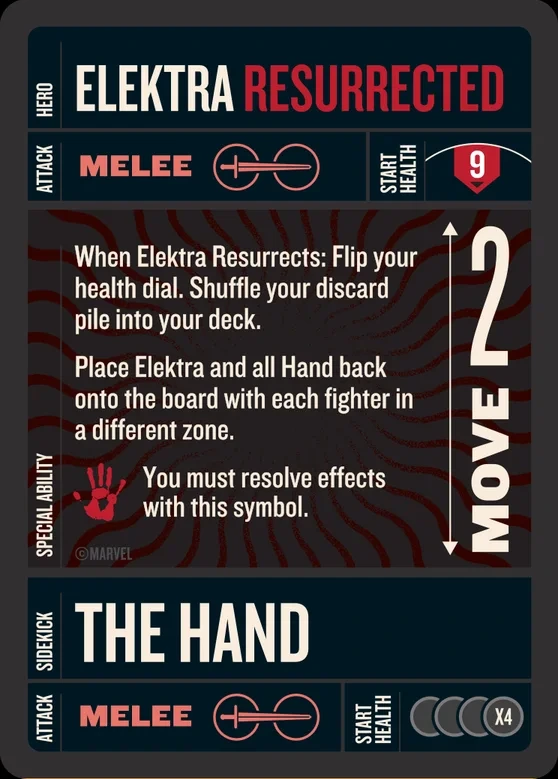 HERO
ELEKTRA RESURRECTED
ATTACK
MELEE
START
HEALTH
9
When Elektra Resurrects: Flip your
health dial. Shuffle your discard
pile into your deck.
Place Elektra and all Hand back
onto the board with each fighter in
a different zone.
You must resolve effects
with this symbol.
SPECIAL ABILITY
©MARVEL
MOVE 2
SIDEKICK
THE HAND
ATTACK
MELEE
START
HEALTH
X4